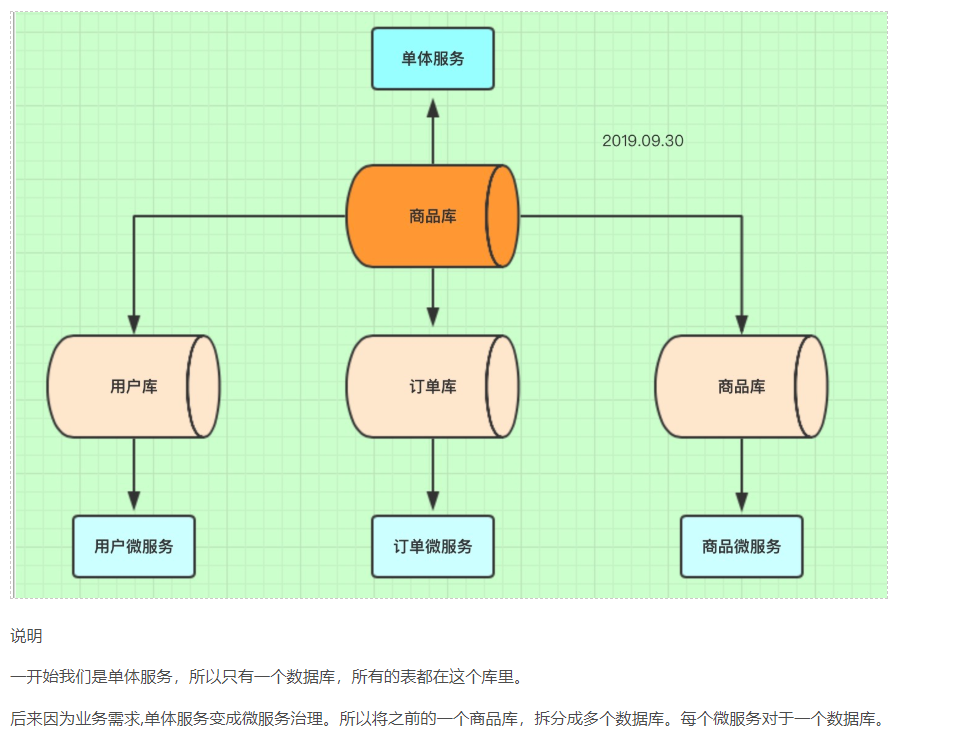 单体服务
2019.09.30
商品库
用户库
订单库
商品库
用户微服务
订单微服务
商品微服务
说明
一开始我们是单体服务，所以只有一个数据库，所有的表都在这个库里。
后来因为业务需求,单体服务变成微服务治理。所以将之前的一个商品库，拆分成多个数据库。每个微服务对于一个数据库。